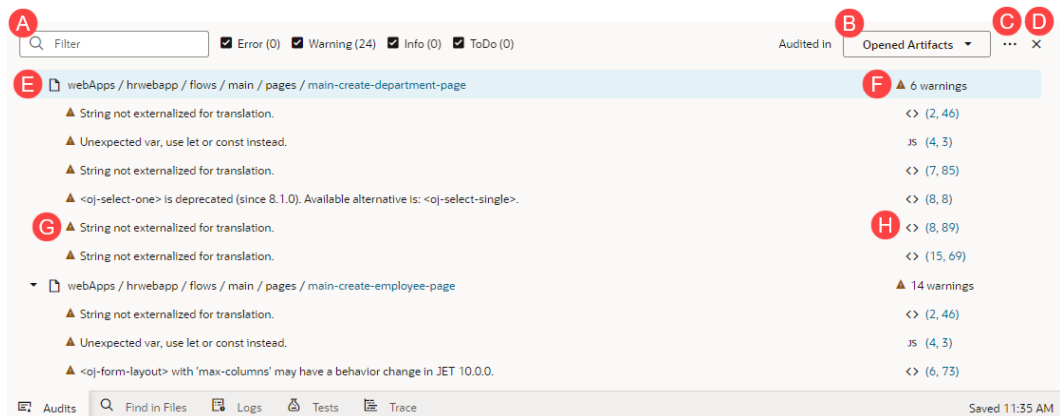 A B C D
Filter Error (0) Warning (24) Info (0) ToDo (0) Audited in Opened Artifacts
E webApps / hrwebapp / flows / main / pages / main-create-department-page F 6 warnings
String not externalized for translation. <> (2, 46)
Unexpected var, use let or const instead. JS (4, 3)
String not externalized for translation. <> (7, 85)
<oj-select-one> is deprecated (since 8.1.0). Available alternative is: <oj-select-single>. <> (8, 8)
G String not externalized for translation. H <> (8, 89)
String not externalized for translation. <> (15, 69)
webApps / hrwebapp / flows / main / pages / main-create-employee-page 14 warnings
String not externalized for translation. <> (2, 46)
Unexpected var, use let or const instead. JS (4, 3)
<oj-form-layout> with 'max-columns' may have a behavior change in JET 10.0.0. <> (6, 73)
Audits Find in Files Logs Tests Trace Saved 11:35 AM